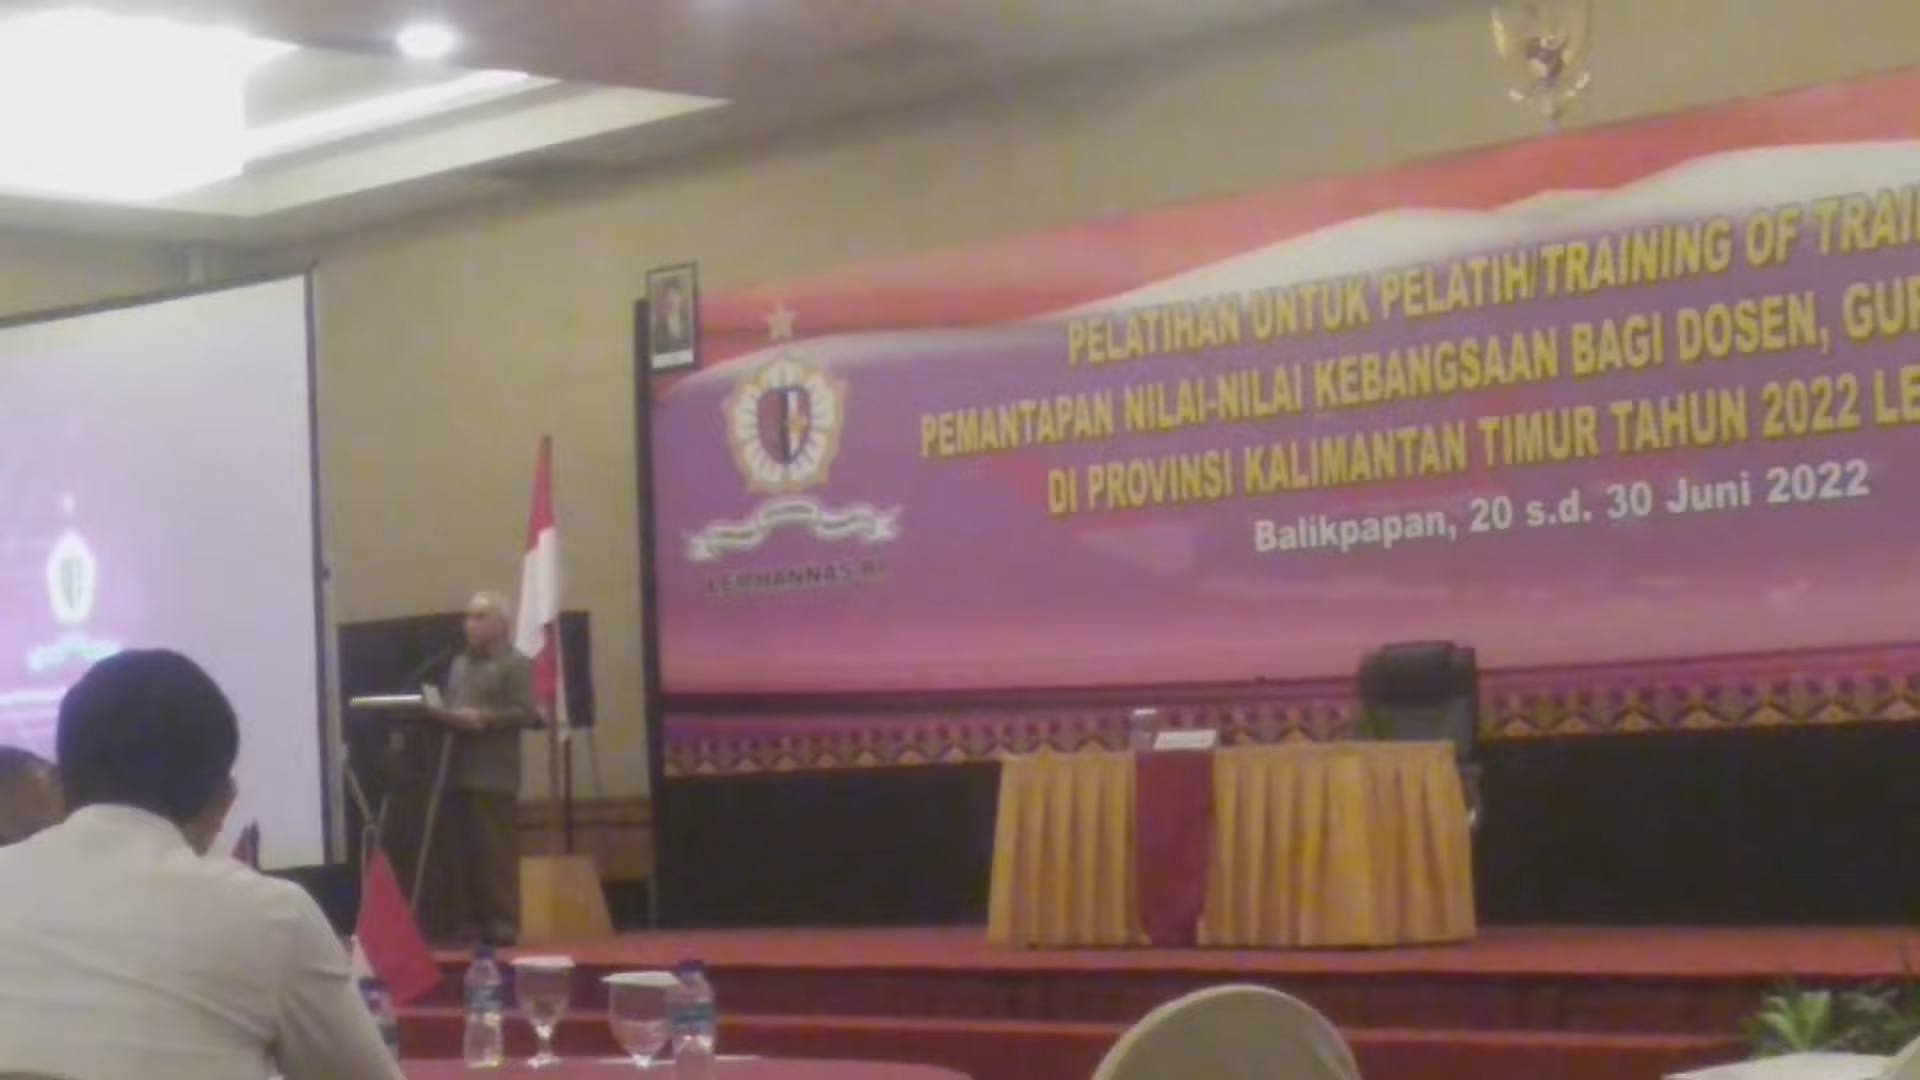 PELATIHAN UNTUK PELATIH/TRAINING OF TRAI
PEMANTAPAN NILAI-NILAI KEBANGSAAN BAGI DOSEN, GUR
DI PROVINSI KALIMANTAN TIMUR TAHUN 2022 LE
Balikpapan, 20 s.d. 30 Juni 2022
LEMHANNAS RI